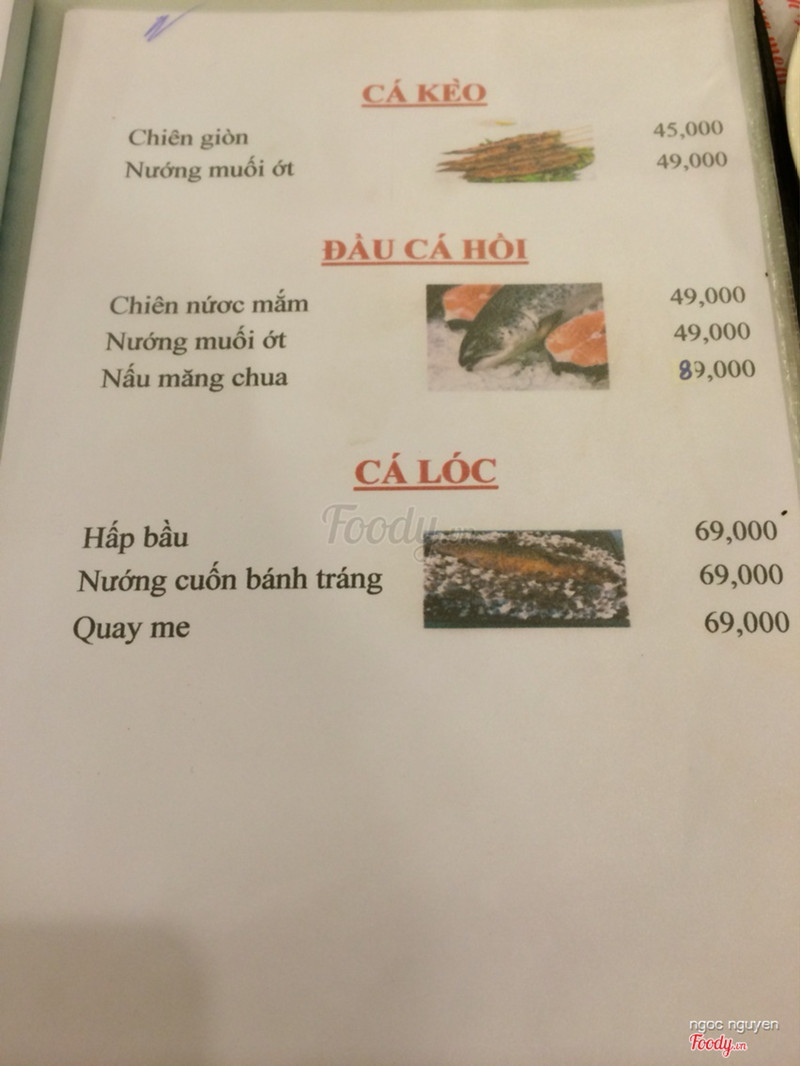 CÁ KÈO
Chiên giòn 45,000
Nướng muối ớt 49,000
ĐẦU CÁ HỒI
Chiên nứơc mắm 49,000
Nướng muối ớt 49,000
Nấu măng chua 89,000
CÁ LÓC
Foody.vn
Hấp bầu 69,000
Nướng cuốn bánh tráng 69,000
Quay me 69,000
ngoc nguyen
Foody.vn